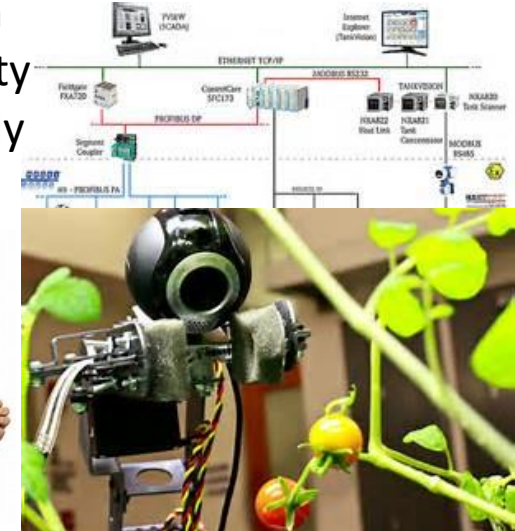 ty
y
PVIEW
(SCADA)
Internet
Explorer
(TankVision)
ETHERNET TCP/IP
MODBUS RS232
Fieldgate
FXA720
ControlCare
SFC173
TANKVISION
NXA820
Tank Scanner
NXA822
Host Link
NXA821
Tank
Concentrator
PROFIBUS DP
Segment
Coupler
MODBUS
RS485
PROFIBUS PA